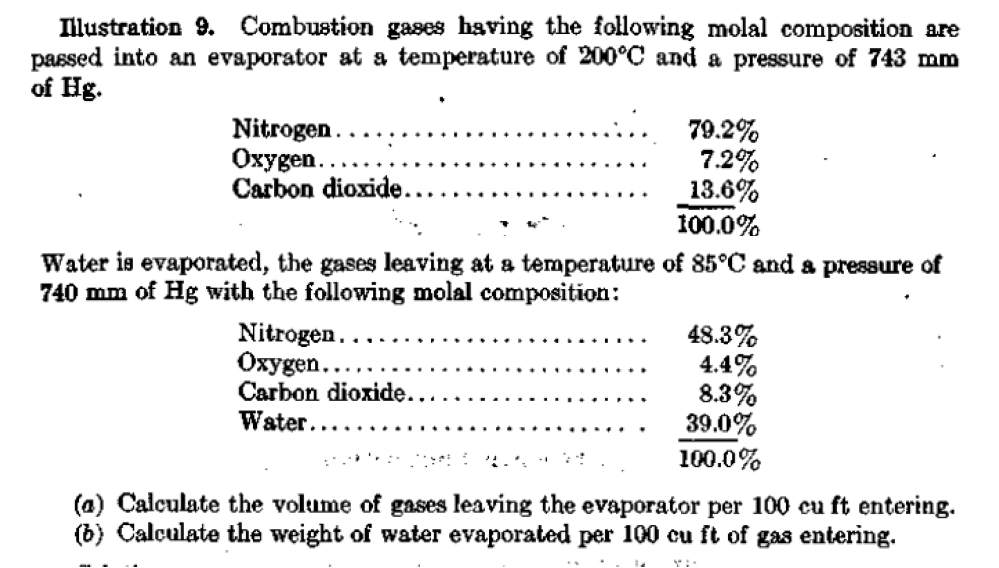 Illustration 9. Combustion gases having the following molal composition are
passed into an evaporator at a temperature of 200°C and a pressure of 743 mm
of Hg.
Nitrogen........................ 79.2%
Oxygen......................... 7.2%
Carbon dioxide................... 13.6%
100.0%
Water is evaporated, the gases leaving at a temperature of 85°C and a pressure of
740 mm of Hg with the following molal composition:
Nitrogen........................ 48.3%
Oxygen......................... 4.4%
Carbon dioxide................... 8.3%
Water.......................... 39.0%
100.0%
(a) Calculate the volume of gases leaving the evaporator per 100 cu ft entering.
(b) Calculate the weight of water evaporated per 100 cu ft of gas entering.